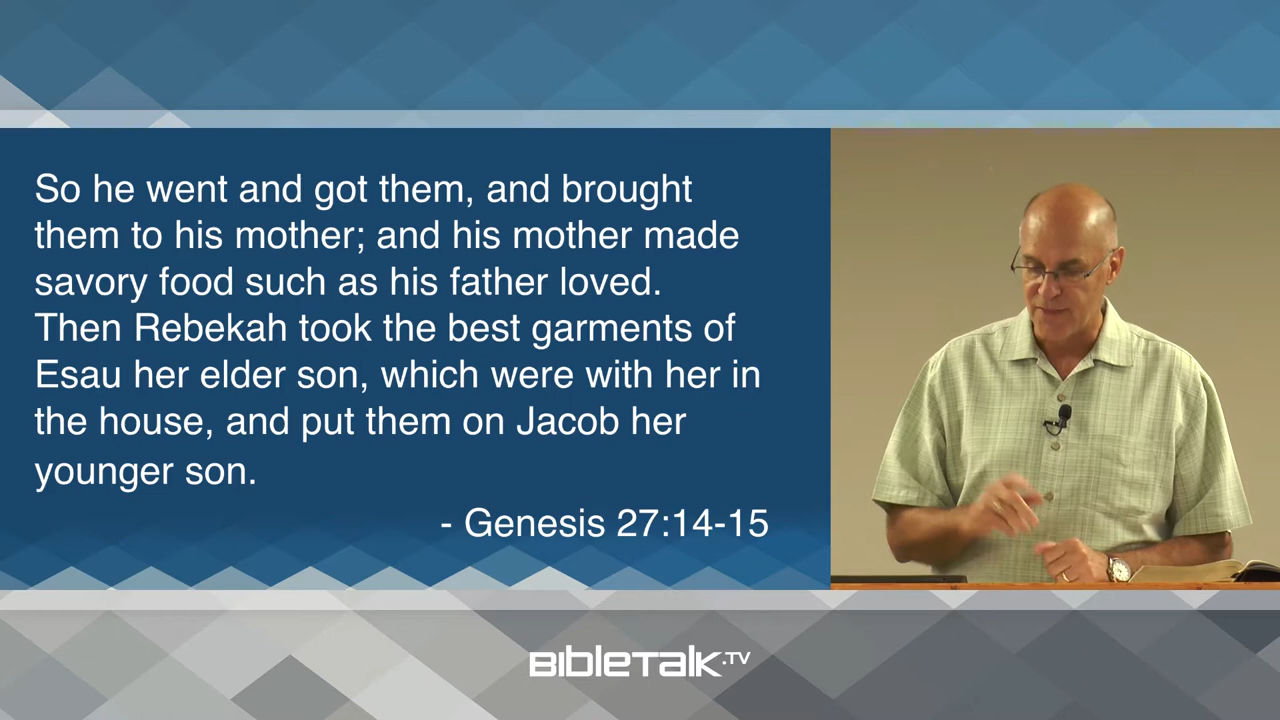 So he went and got them, and brought
them to his mother; and his mother made
savory food such as his father loved.
Then Rebekah took the best garments of
Esau her elder son, which were with her in
the house, and put them on Jacob her
younger son.
- Genesis 27:14-15
BIBLETALK.TV